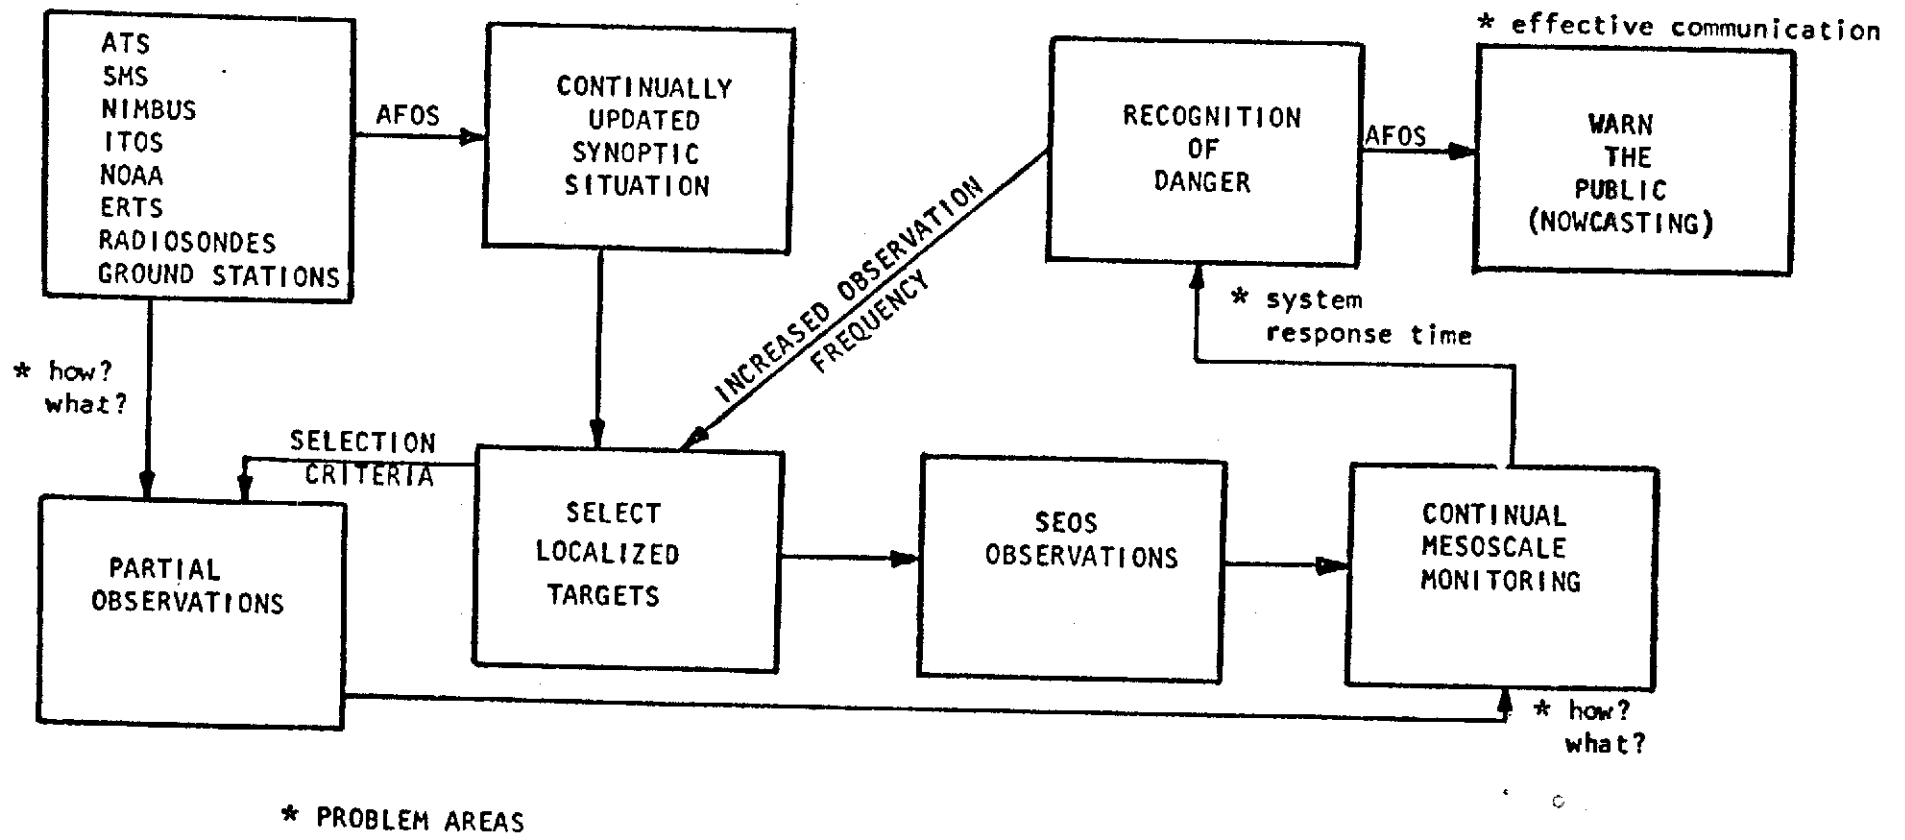 ATS
SMS
NIMBUS
ITOS
NOAA
ERTS
RADIOSONDES
GROUND STATIONS
AFOS
CONTINUALLY
UPDATED
SYNOPTIC
SITUATION
RECOGNITION
OF
DANGER
AFOS
* effective communication
WARN
THE
PUBLIC
(NOWCASTING)
INCREASED OBSERVATION
FREQUENCY
* system
response time
* how?
what?
SELECTION
CRITERIA
PARTIAL
OBSERVATIONS
SELECT
LOCALIZED
TARGETS
SEOS
OBSERVATIONS
CONTINUAL
MESOSCALE
MONITORING
* how?
what?
* PROBLEM AREAS